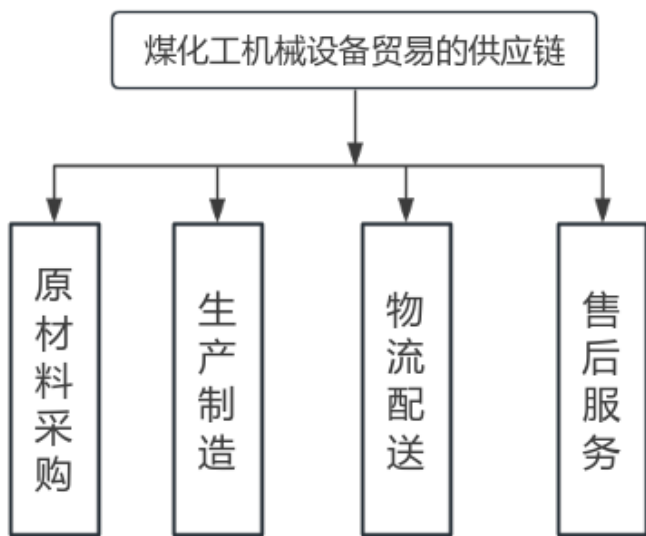 煤化工机械设备贸易的供应链
原材料采购
生产制造
物流配送
售后服务